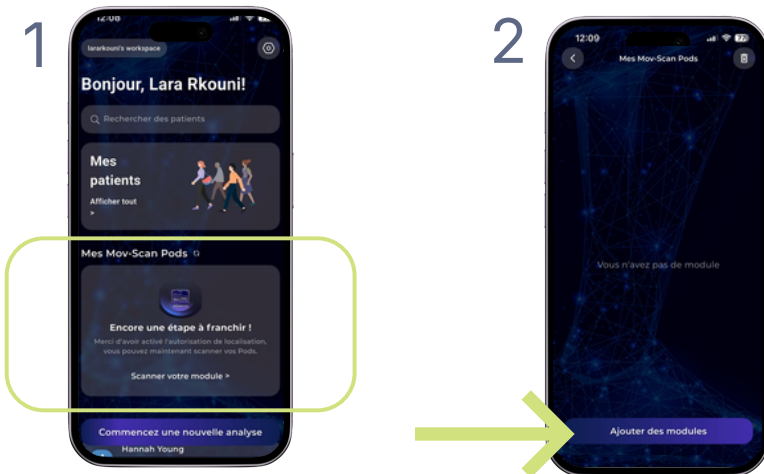 1
12:08
lararkouni's workspace
Bonjour, Lara Rkouni!
Rechercher des patients
Mes
patients
Afficher tout
>
Mes Mov-Scan Pods
Encore une étape à franchir !
Merci d'avoir activé l'autorisation de localisation,
vous pouvez maintenant scanner vos Pods.
Scanner votre module >
Commencez une nouvelle analyse
Hannah Young
2
12:09
77
Mes Mov-Scan Pods
Vous n'avez pas de module
Ajouter des modules